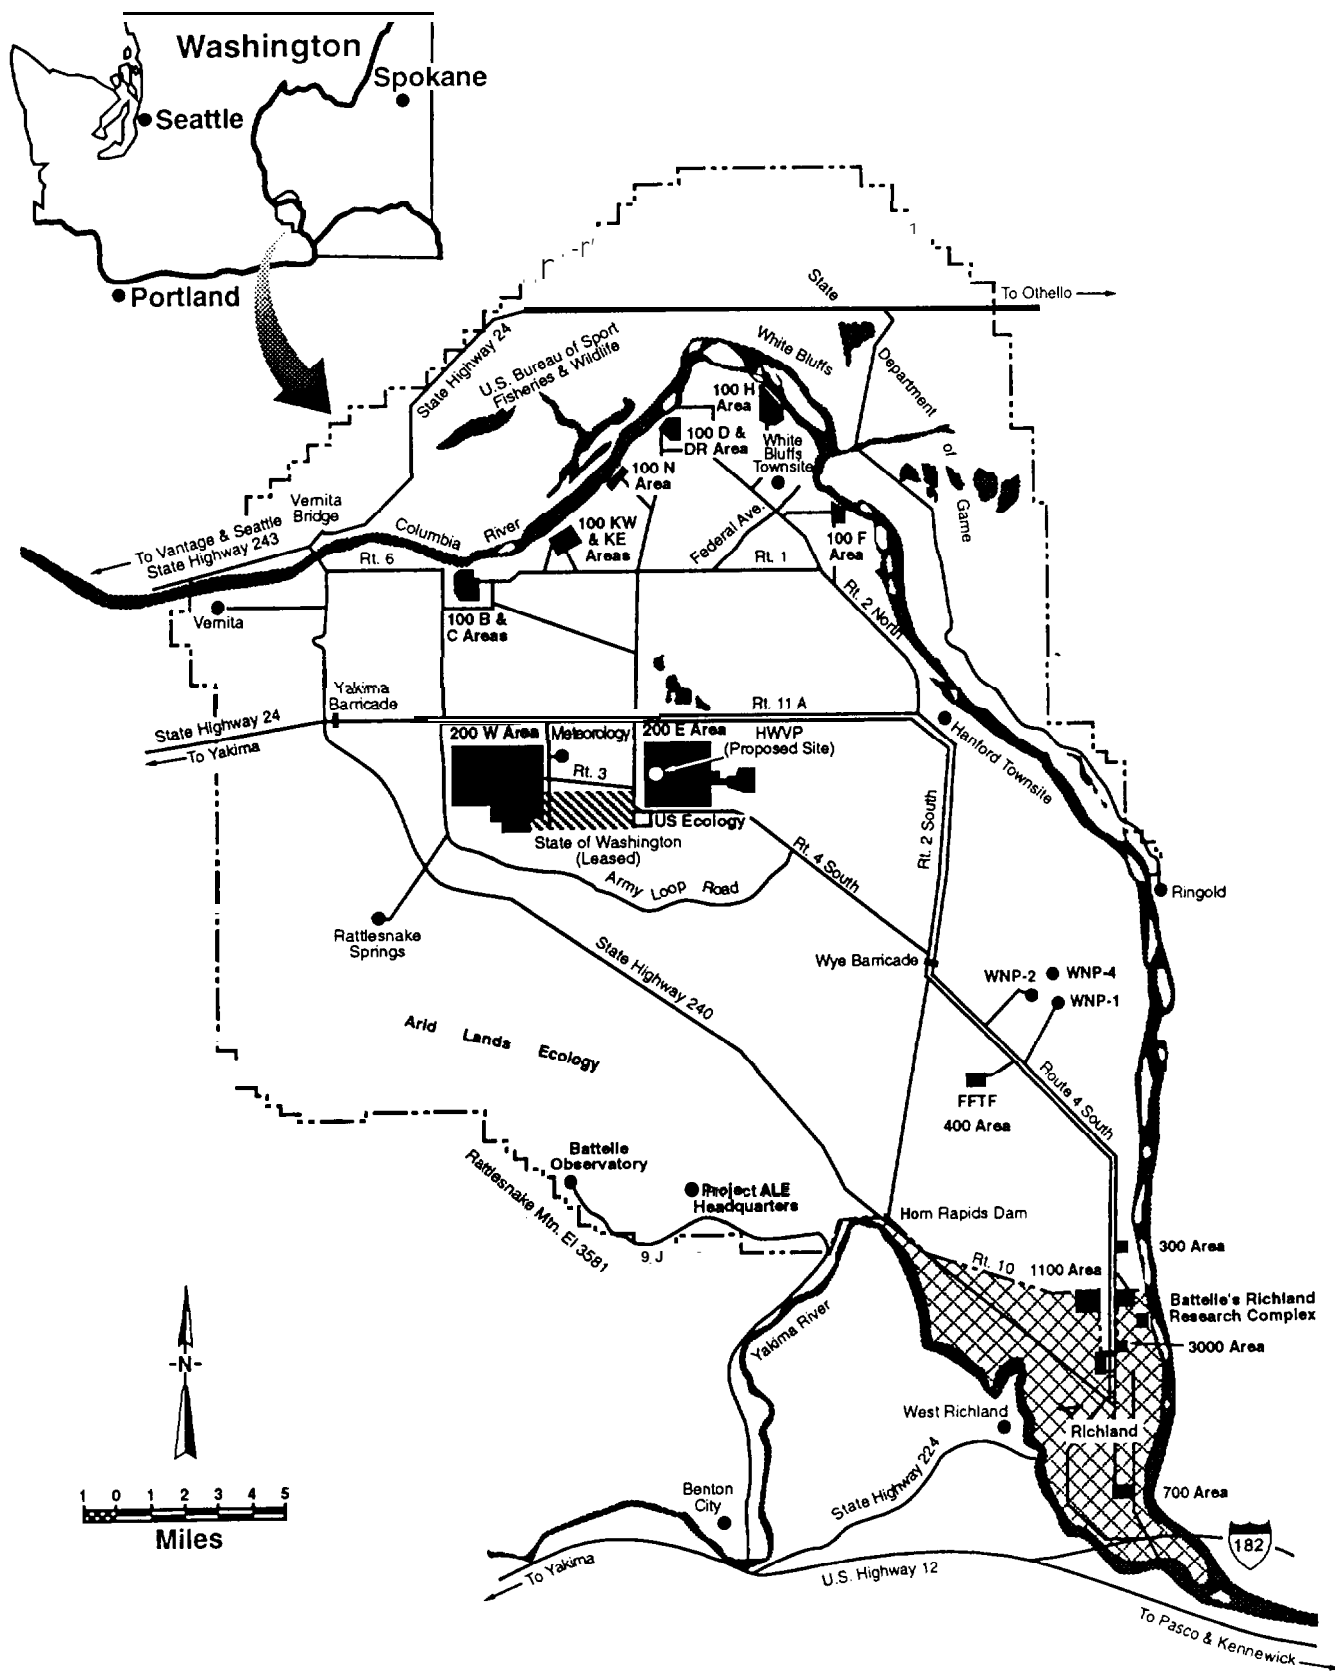 Washington
Spokane
Seattle
Portland
1
State
To Othello
State Highway 24
U.S. Bureau of Sport
Fisheries & Wildlife
White Bluffs
Department
of
Game
100 H
Area
100 D &
DR Area
White
Bluffs
Townsite
100 N
Area
Vernita
Bridge
To Vantage & Seattle
State Highway 243
Columbia
River
100 KW
& KE
Areas
Federal Ave.
100 F
Area
Rt. 6
Rt. 1
Rt. 2 North
Vernita
100 B &
C Areas
Yakima
Barricade
Rt. 11 A
State Highway 24
To Yakima
200 W Area
Meteorology
200 E Area
HWVP
(Proposed Site)
Hanford Townsite
Rt. 3
US Ecology
State of Washington
(Leased)
Rt. 2 South
Rt. 4 South
Army Loop Road
Ringold
Rattlesnake
Springs
State Highway 240
Wye Barricade
WNP-2
WNP-4
WNP-1
Arid Lands Ecology
Route 4 South
FFTF
400 Area
Battelle
Observatory
Rattlesnake Mtn. El 3581
Project ALE
Headquarters
9 J
Horn Rapids Dam
Rt. 10
1100 Area
300 Area
Battelle's Richland
Research Complex
3000 Area
Yakima River
-N-
West Richland
Richland
State Highway 224
Benton
City
700 Area
1 0 1 2 3 4 5
Miles
182
To Yakima
U.S. Highway 12
To Pasco & Kennewick